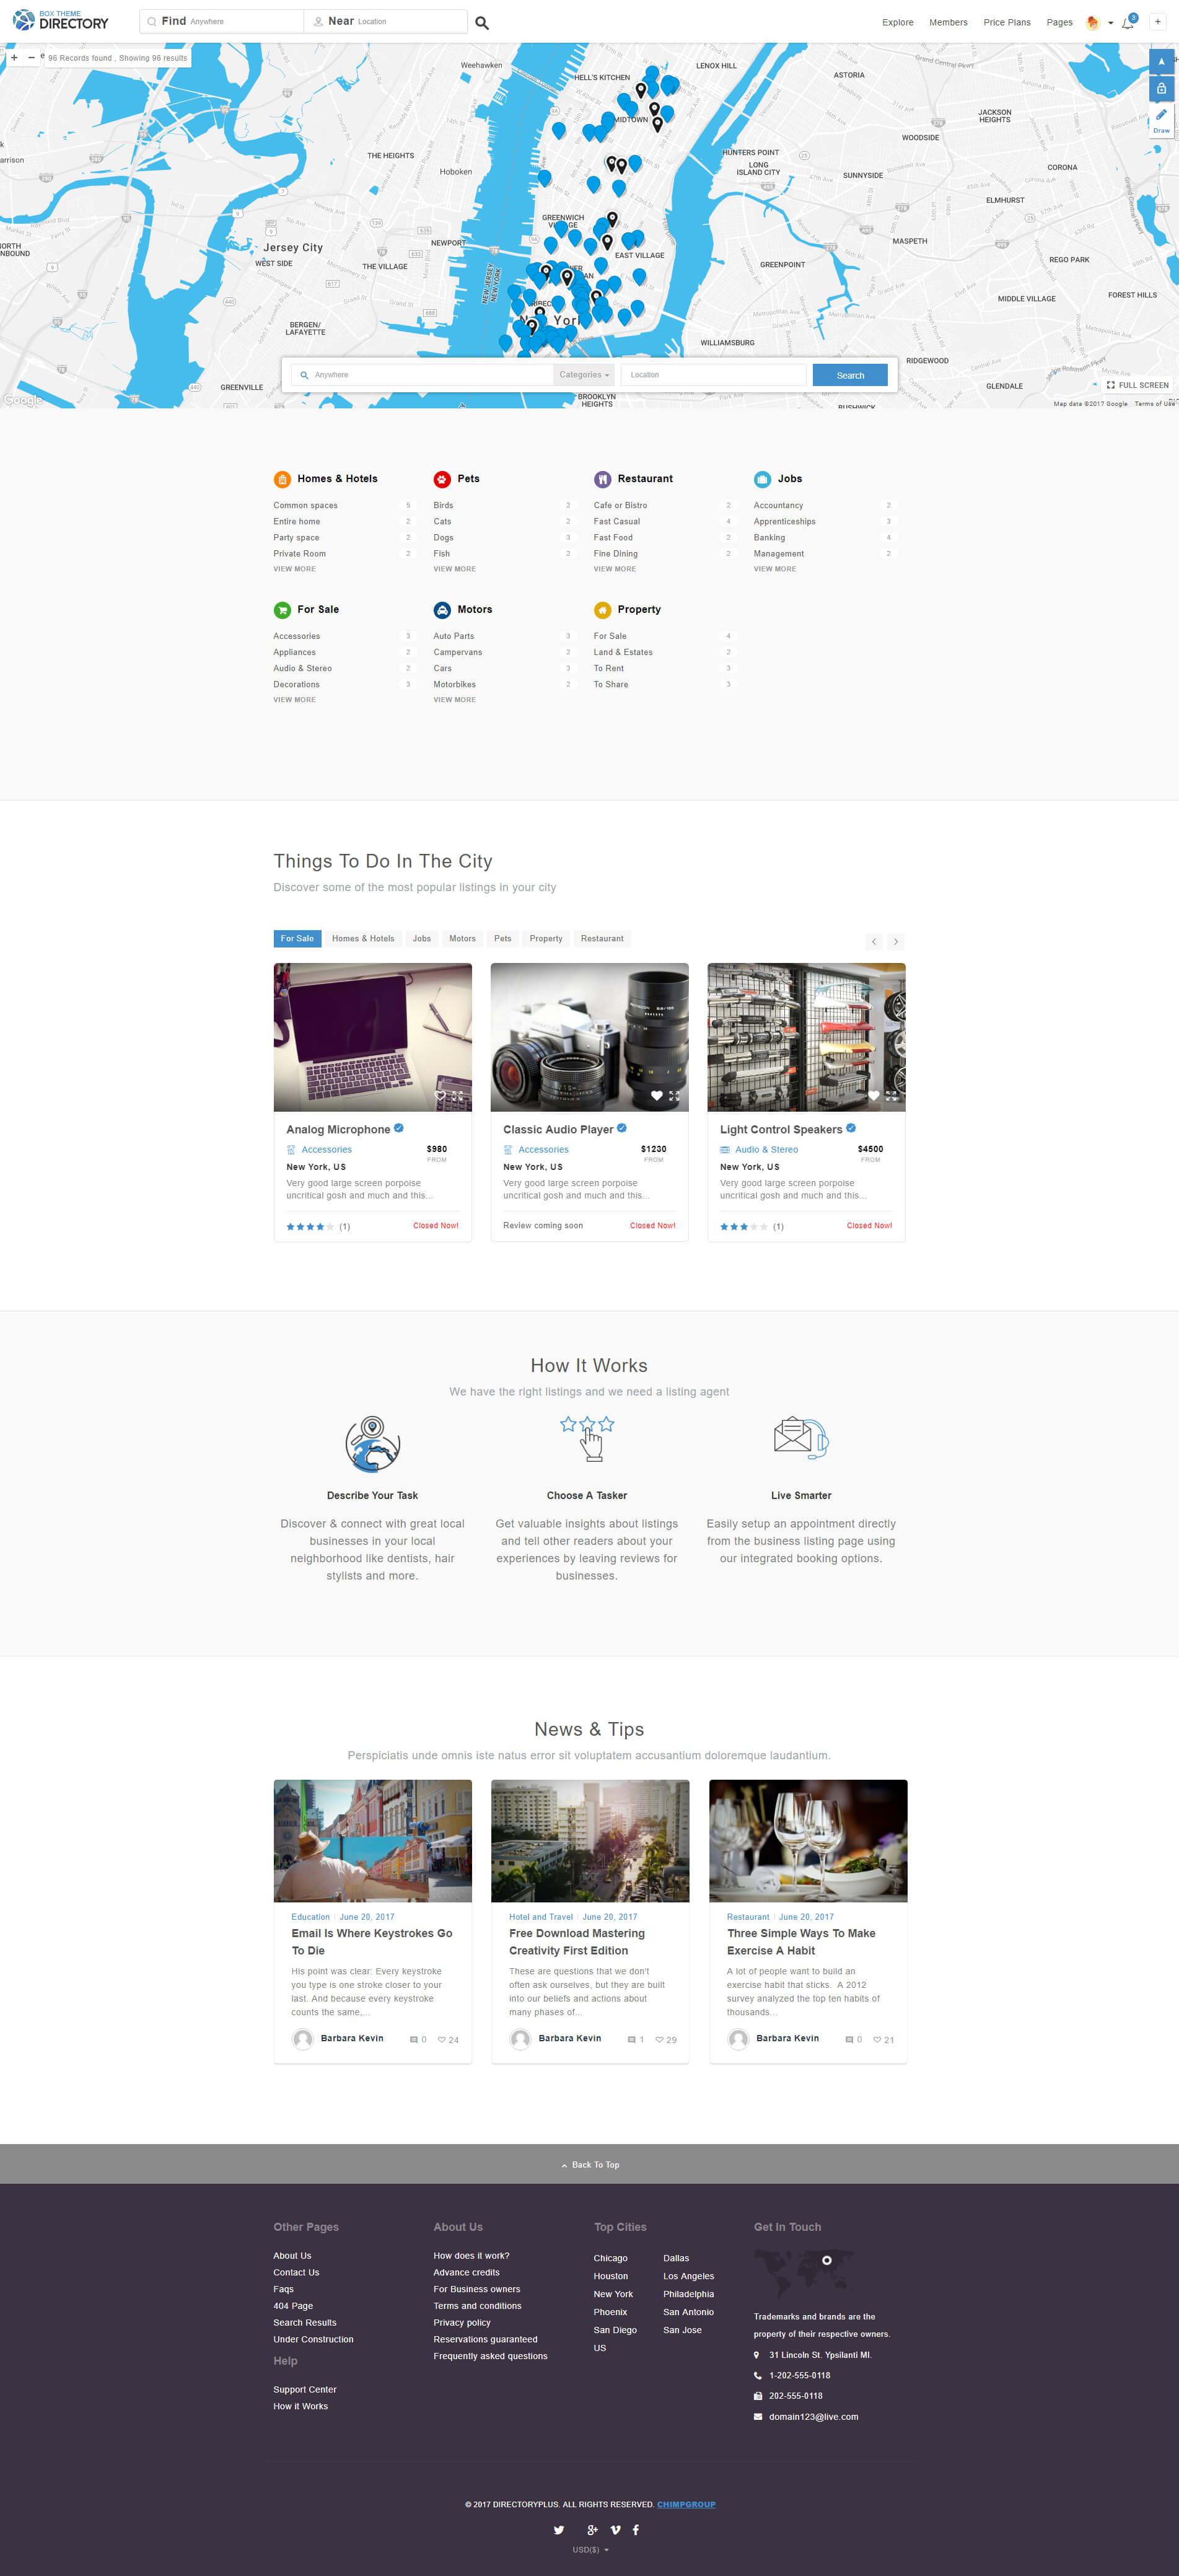 BOX THEME
DIRECTORY
Find Anywhere
Near Location
Explore
Members
Price Plans
Pages
3
+
+ −
96 Records found , Showing 96 results
Weehawken
HELL'S KITCHEN
LENOX HILL
ASTORIA
Grand Central Pkwy
JACKSON
HEIGHTS
Draw
MIDTOWN
WOODSIDE
THE HEIGHTS
HUNTERS POINT
LONG
ISLAND CITY
CORONA
Hoboken
SUNNYSIDE
ELMHURST
GREENWICH
VILLAGE
Jersey City
NEWPORT
MASPETH
WEST SIDE
THE VILLAGE
EAST VILLAGE
GREENPOINT
REGO PARK
NEW JERSEY
NEW YORK
MIDDLE VILLAGE
FOREST HILLS
BERGEN/
LAFAYETTE
WILLIAMSBURG
RIDGEWOOD
GREENVILLE
GLENDALE
BROOKLYN
HEIGHTS
BUSHWICK
Anywhere
Categories
Location
Search
FULL SCREEN
Google
Map data ©2017 Google Terms of Use
Homes & Hotels
Common spaces 5
Entire home 2
Party space 2
Private Room 2
VIEW MORE
Pets
Birds 2
Cats 2
Dogs 3
Fish 2
VIEW MORE
Restaurant
Cafe or Bistro 2
Fast Casual 4
Fast Food 2
Fine Dining 2
VIEW MORE
Jobs
Accountancy 2
Apprenticeships 3
Banking 4
Management 2
VIEW MORE
For Sale
Accessories 3
Appliances 2
Audio & Stereo 2
Decorations 3
VIEW MORE
Motors
Auto Parts 3
Campervans 2
Cars 3
Motorbikes 2
VIEW MORE
Property
For Sale 4
Land & Estates 2
To Rent 3
To Share 3
Things To Do In The City
Discover some of the most popular listings in your city
For Sale
Homes & Hotels
Jobs
Motors
Pets
Property
Restaurant
Analog Microphone
Accessories $980
FROM
New York, US
Very good large screen porpoise
uncritical gosh and much and this...
(1) Closed Now!
Classic Audio Player
Accessories $1230
FROM
New York, US
Very good large screen porpoise
uncritical gosh and much and this...
Review coming soon Closed Now!
Light Control Speakers
Audio & Stereo $4500
FROM
New York, US
Very good large screen porpoise
uncritical gosh and much and this...
(1) Closed Now!
How It Works
We have the right listings and we need a listing agent
Describe Your Task
Discover & connect with great local
businesses in your local
neighborhood like dentists, hair
stylists and more.
Choose A Tasker
Get valuable insights about listings
and tell other readers about your
experiences by leaving reviews for
businesses.
Live Smarter
Easily setup an appointment directly
from the business listing page using
our integrated booking options.
News & Tips
Perspiciatis unde omnis iste natus error sit voluptatem accusantium doloremque laudantium.
Education June 20, 2017
Email Is Where Keystrokes Go
To Die
His point was clear: Every keystroke
you type is one stroke closer to your
last. And because every keystroke
counts the same,...
Barbara Kevin 0 24
Hotel and Travel June 20, 2017
Free Download Mastering
Creativity First Edition
These are questions that we don't
often ask ourselves, but they are built
into our beliefs and actions about
many phases of...
Barbara Kevin 1 29
Restaurant June 20, 2017
Three Simple Ways To Make
Exercise A Habit
A lot of people want to build an
exercise habit that sticks. A 2012
survey analyzed the top ten habits of
thousands...
Barbara Kevin 0 21
Back To Top
Other Pages
About Us
Contact Us
Faqs
404 Page
Search Results
Under Construction
Help
Support Center
How it Works
About Us
How does it work?
Advance credits
For Business owners
Terms and conditions
Privacy policy
Reservations guaranteed
Frequently asked questions
Top Cities
Chicago Dallas
Houston Los Angeles
New York Philadelphia
Phoenix San Antonio
San Diego San Jose
US
Get In Touch
Trademarks and brands are the
property of their respective owners.
31 Lincoln St. Ypsilanti MI.
1-202-555-0118
202-555-0118
domain123@live.com
© 2017 DIRECTORYPLUS. ALL RIGHTS RESERVED. CHIMPGROUP
USD($)